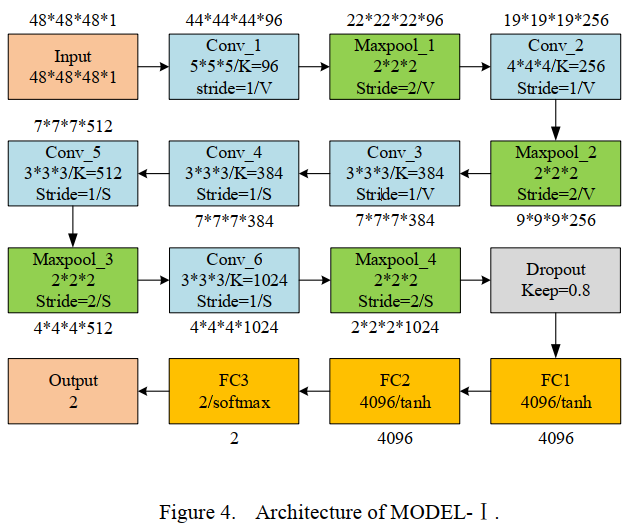 48*48*48*1
44*44*44*96
22*22*22*96
19*19*19*256
Input
48*48*48*1
Conv_1
5*5*5/K=96
stride=1/V
Maxpool_1
2*2*2
Stride=2/V
Conv_2
4*4*4/K=256
Stride=1/V
7*7*7*512
Conv_5
3*3*3/K=512
Stride=1/S
Conv_4
3*3*3/K=384
Stride=1/S
Conv_3
3*3*3/K=384
Stride=1/V
Maxpool_2
2*2*2
Stride=2/V
7*7*7*384
7*7*7*384
9*9*9*256
Maxpool_3
2*2*2
Stride=2/S
Conv_6
3*3*3/K=1024
Stride=1/S
Maxpool_4
2*2*2
Stride=2/S
Dropout
Keep=0.8
4*4*4*512
4*4*4*1024
2*2*2*1024
Output
2
FC3
2/softmax
FC2
4096/tanh
FC1
4096/tanh
2
4096
4096
Figure 4. Architecture of MODEL-Ⅰ.